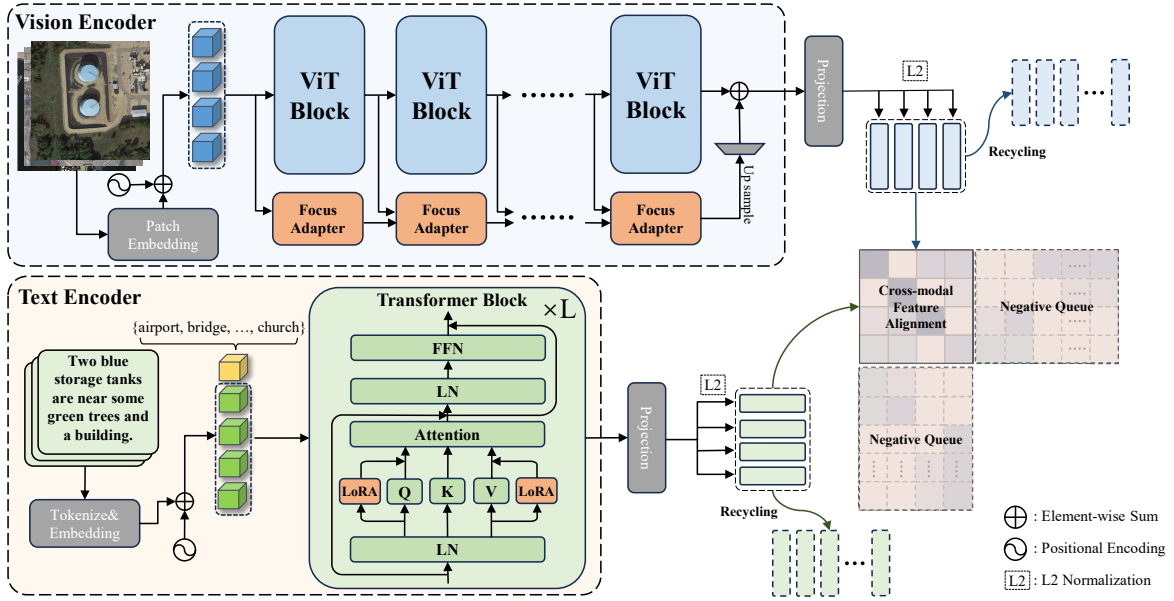 Vision Encoder
ViT
Block
ViT
Block
......
ViT
Block
Projection
L2
...
Recycling
Up sample
Focus
Adapter
Focus
Adapter
......
Focus
Adapter
Patch
Embedding
Text Encoder
{airport, bridge, ..., church}
Two blue
storage tanks
are near some
green trees and
a building.
Tokenize&
Embedding
Transformer Block
×L
FFN
LN
Attention
LoRA
Q
K
V
LoRA
LN
Projection
L2
Recycling
...
Cross-modal
Feature
Alignment
Negative Queue
Negative Queue
: Element-wise Sum
: Positional Encoding
L2 : L2 Normalization